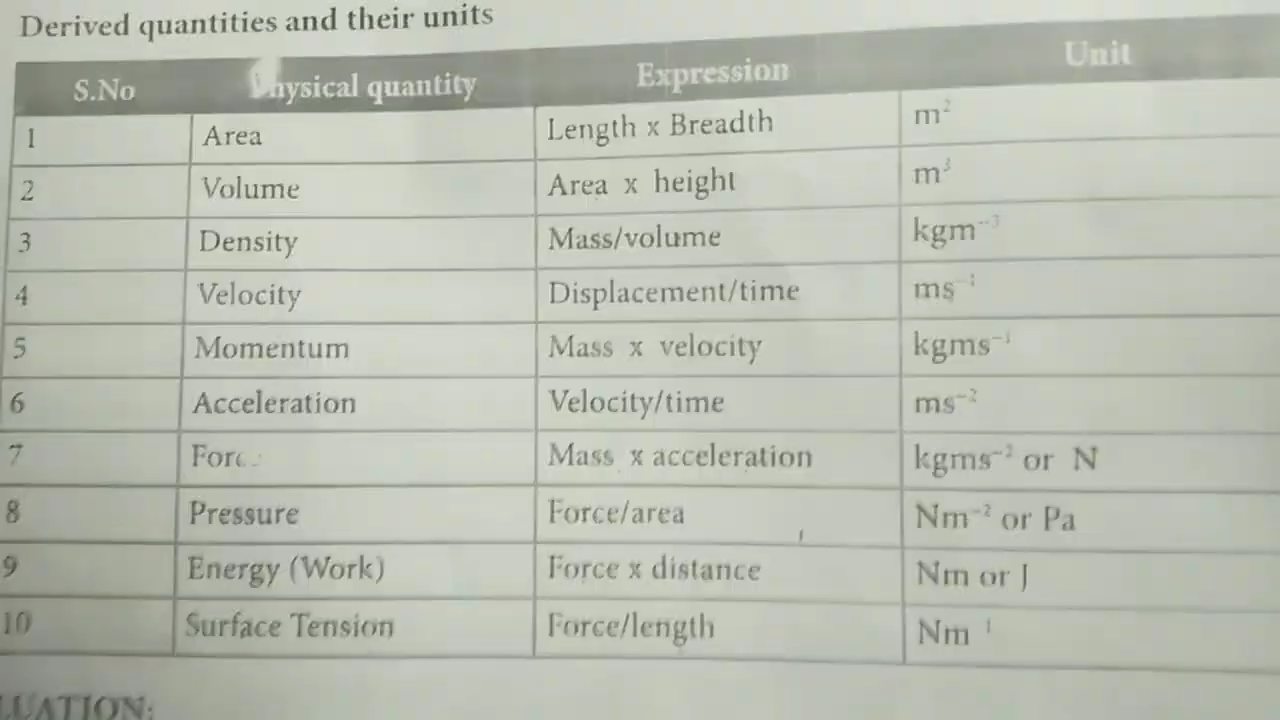 Derived quantities and their units
S.No Physical quantity Expression Unit
1 Area Length x Breadth m²
2 Volume Area x height m³
3 Density Mass/volume kgm⁻³
4 Velocity Displacement/time ms⁻¹
5 Momentum Mass x velocity kgms⁻¹
6 Acceleration Velocity/time ms⁻²
7 Force Mass x acceleration kgms⁻² or N
8 Pressure Force/area Nm⁻² or Pa
9 Energy (Work) Force x distance Nm or J
10 Surface Tension Force/length Nm⁻¹
LUATION: